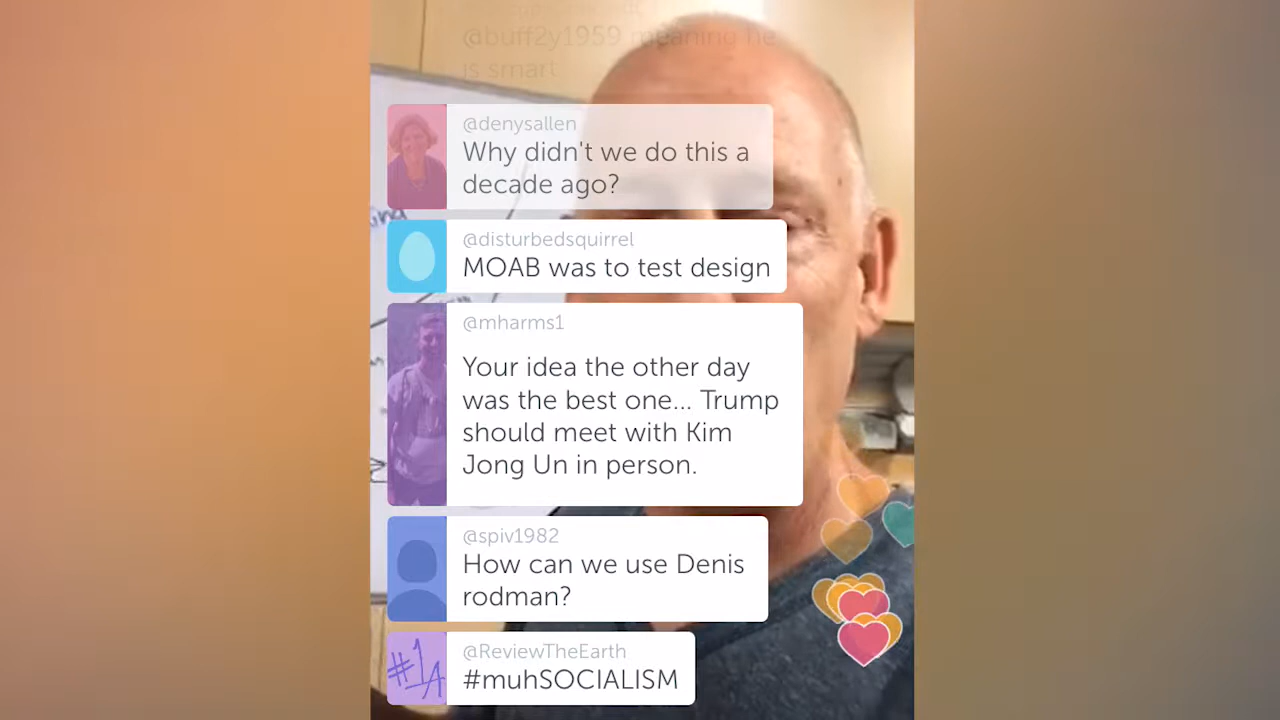 @buff2y1959 meaning he
is smart
@denysallen
Why didn't we do this a
decade ago?
@disturbedsquirrel
MOAB was to test design
@mharms1
Your idea the other day
was the best one... Trump
should meet with Kim
Jong Un in person.
@spiv1982
How can we use Denis
rodman?
#1A
@ReviewTheEarth
#muhSOCIALISM